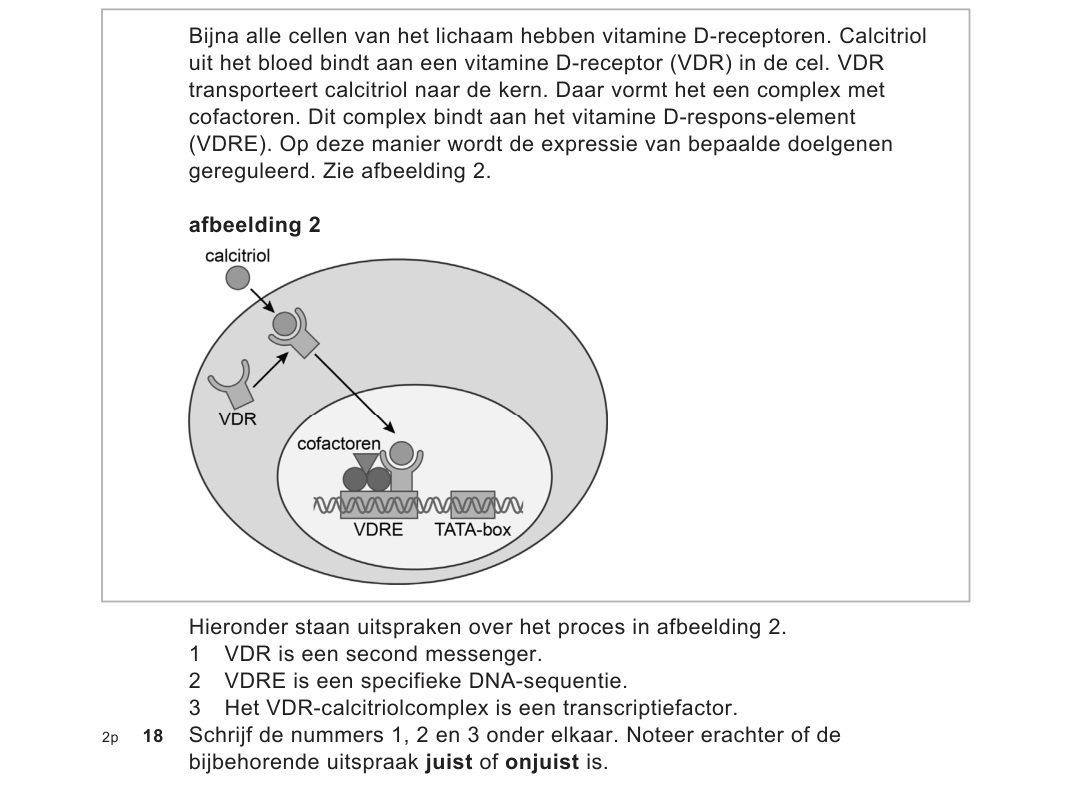 Bijna alle cellen van het lichaam hebben vitamine D-receptoren. Calcitriol
uit het bloed bindt aan een vitamine D-receptor (VDR) in de cel. VDR
transporteert calcitriol naar de kern. Daar vormt het een complex met
cofactoren. Dit complex bindt aan het vitamine D-respons-element
(VDRE). Op deze manier wordt de expressie van bepaalde doelgenen
gereguleerd. Zie afbeelding 2.
afbeelding 2
calcitriol
VDR
cofactoren
VDRE TATA-box
Hieronder staan uitspraken over het proces in afbeelding 2.
1 VDR is een second messenger.
2 VDRE is een specifieke DNA-sequentie.
3 Het VDR-calcitriolcomplex is een transcriptiefactor.
2p 18 Schrijf de nummers 1, 2 en 3 onder elkaar. Noteer erachter of de
bijbehorende uitspraak juist of onjuist is.